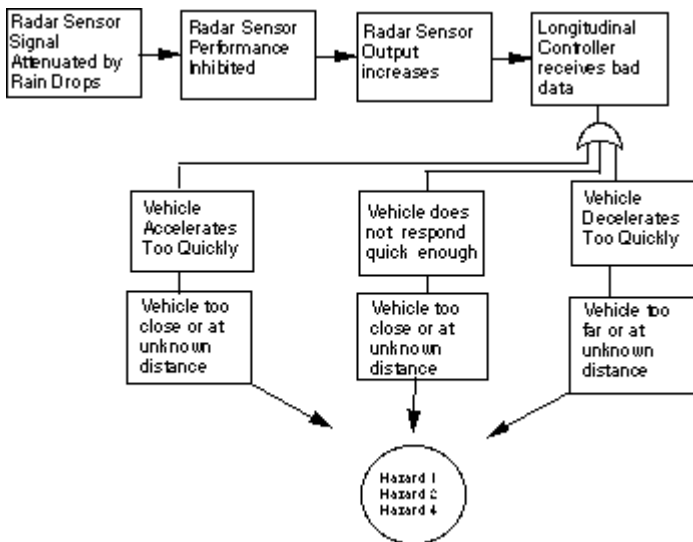 Radar Sensor
Signal
Attenuated by
Rain Drops
Radar Sensor
Performance
Inhibited
Radar Sensor
Output
increases
Longitudinal
Controller
receives bad
data
Vehicle
Accelerates
Too Quickly
Vehicle does
not respond
quick enough
Vehicle
Decelerates
Too Quickly
Vehicle too
close or at
unknown
distance
Vehicle too
close or at
unknown
distance
Vehicle too
far or at
unknown
distance
Hazard 1
Hazard 2
Hazard 4